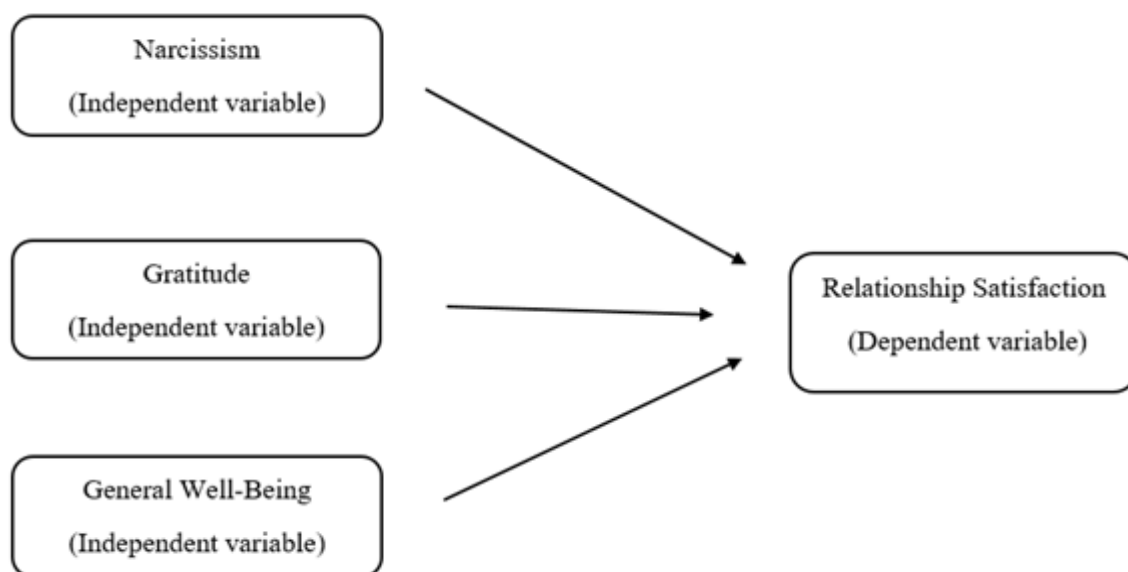 Narcissism
(Independent variable)
Gratitude
(Independent variable)
Relationship Satisfaction
(Dependent variable)
General Well-Being
(Independent variable)